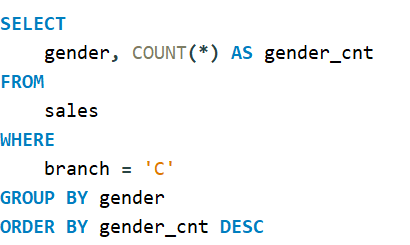 SELECT
    gender, COUNT(*) AS gender_cnt
FROM
    sales
WHERE
    branch = 'C'
GROUP BY gender
ORDER BY gender_cnt DESC